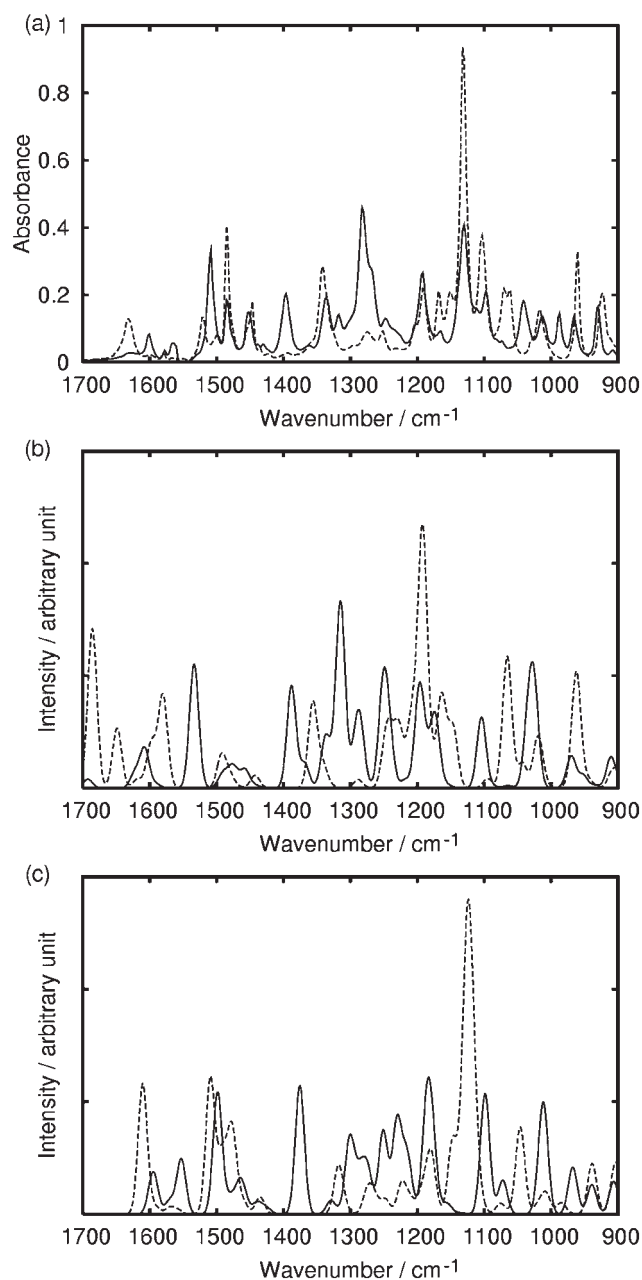 (a)
1
0.8
0.6
0.4
0.2
0
Absorbance
1700 1600 1500 1400 1300 1200 1100 1000 900
Wavenumber / cm-1
(b)
Intensity / arbitrary unit
1700 1600 1500 1400 1300 1200 1100 1000 900
Wavenumber / cm-1
(c)
Intensity / arbitrary unit
1700 1600 1500 1400 1300 1200 1100 1000 900
Wavenumber / cm-1